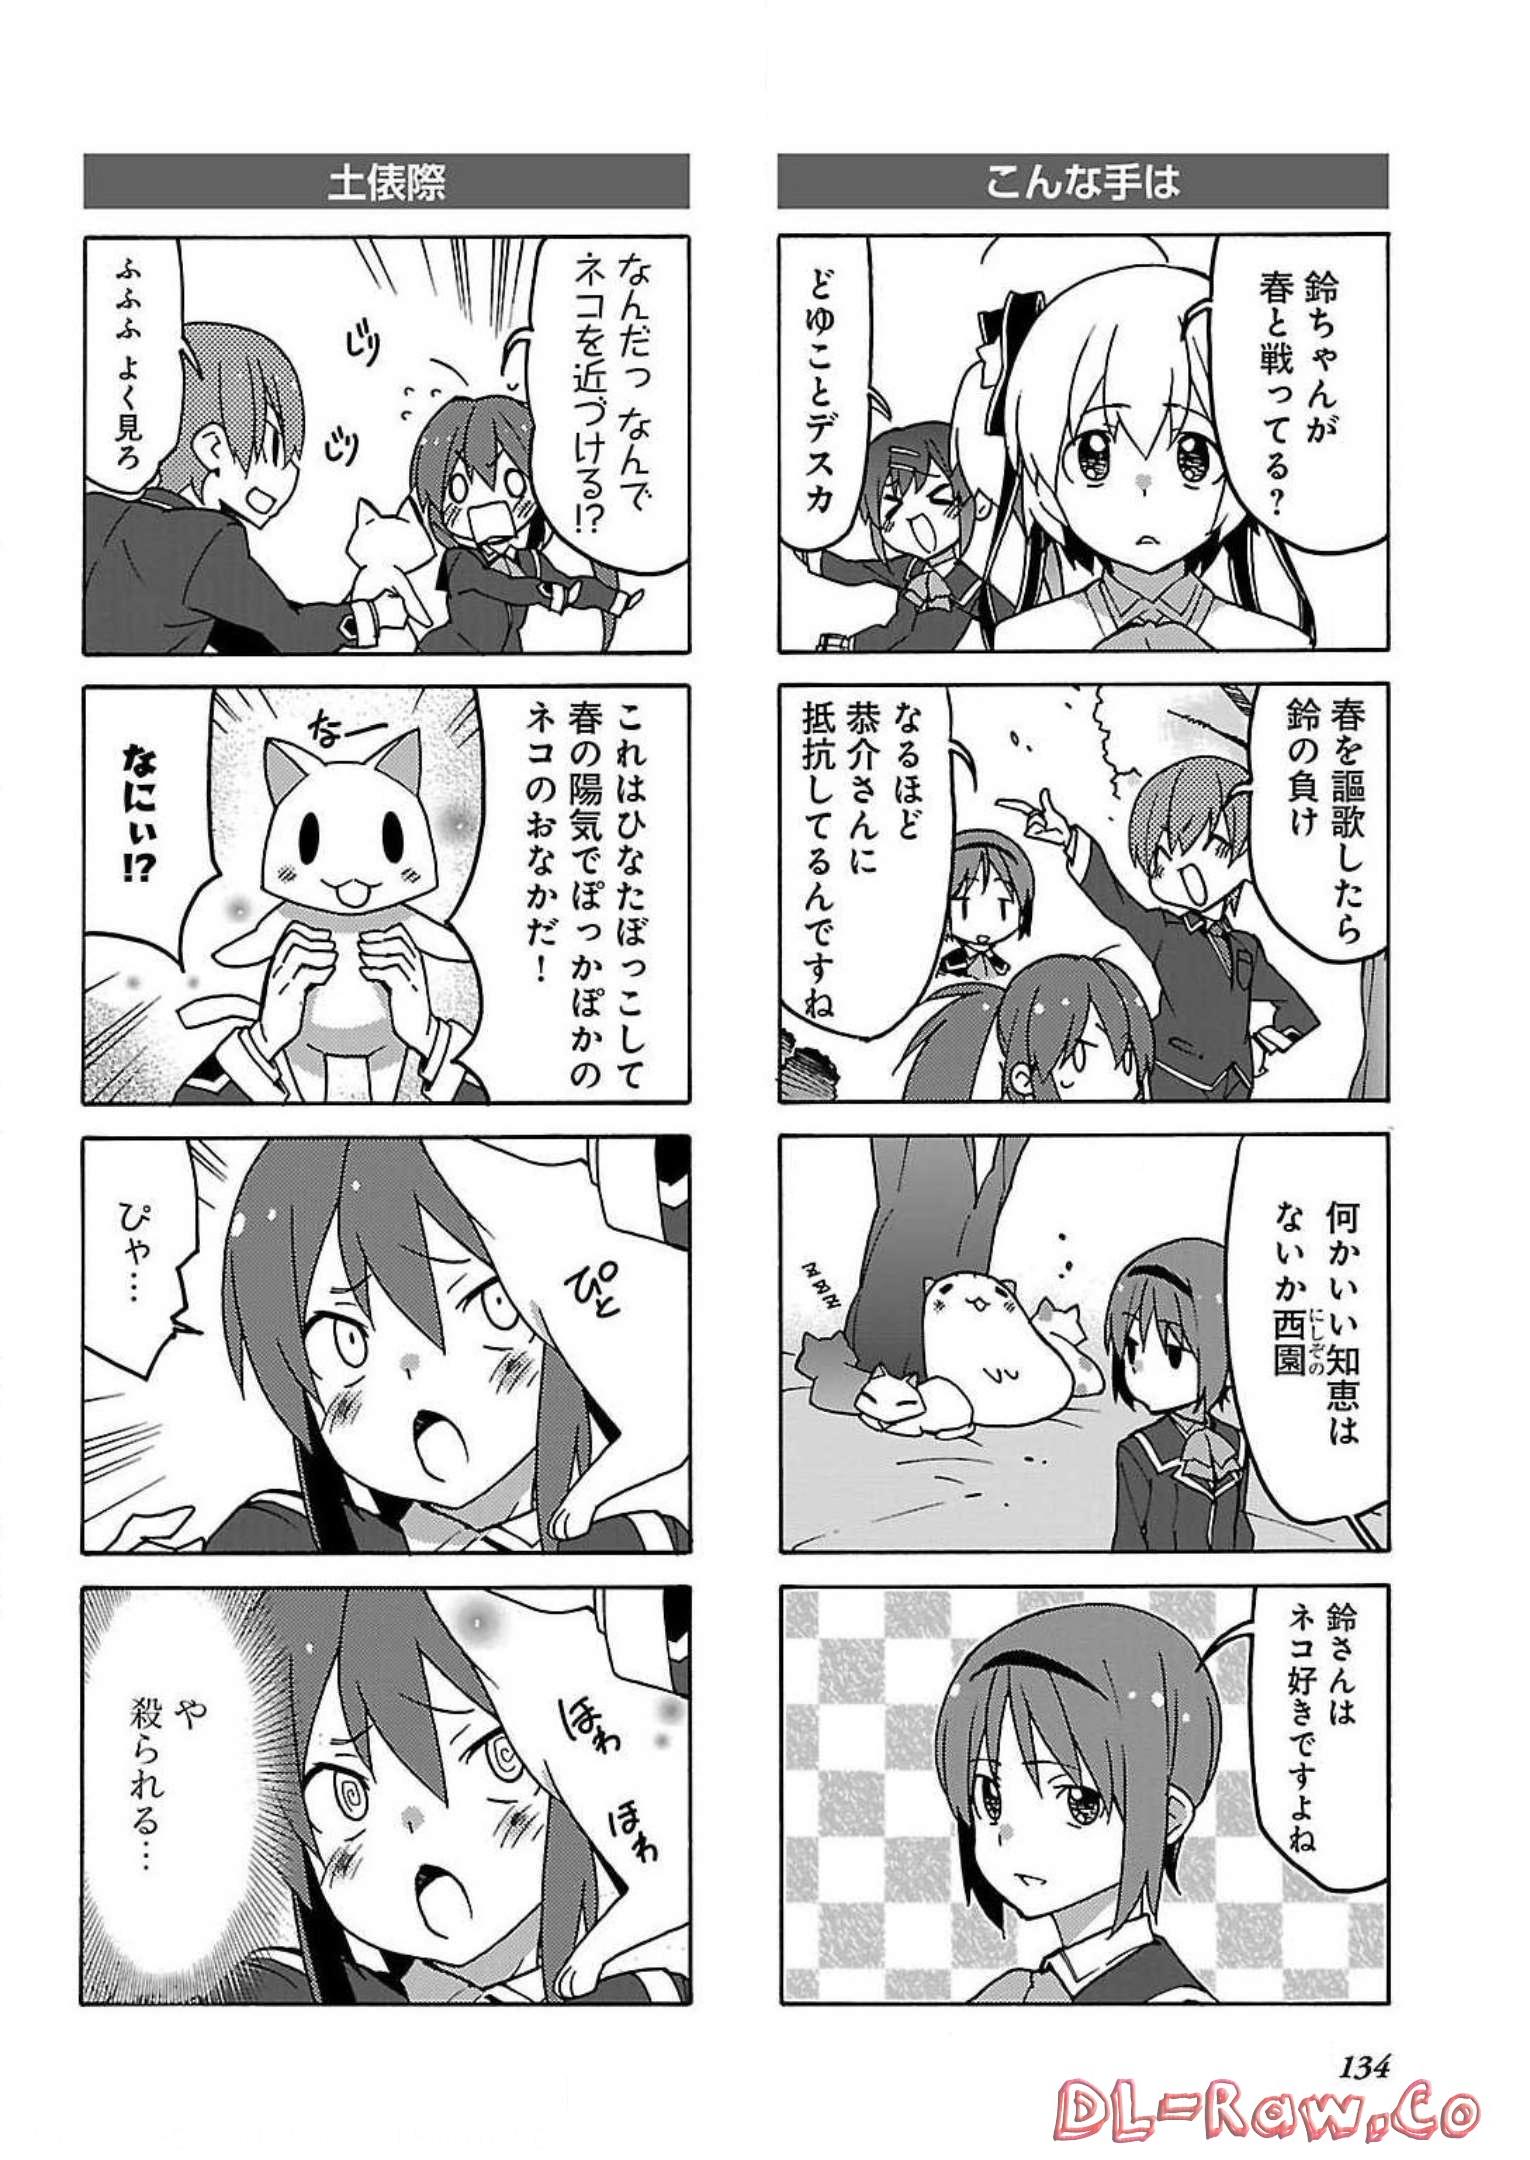 こんな手は
鈴ちゃんが
春と戦ってる?
どゆことデスカ
春を謳歌したら
鈴の負け
なるほど
恭介さんに
抵抗してるんですね
何かいい知恵は
ないか西園
にしぞの
zzzz
鈴さんは
ネコ好きですよね
土俵際
なんだっ なんで
ネコを近づける!?
じり
じり
ふふふ よく見ろ
これはひなたぼっこして
春の陽気でぽっかぽかの
ネコのおなかだ!
なー
なにぃ!?
ぴと
ぴゃ…
ほわ
ほわ
や
殺られる…
134
DL-Raw.Co